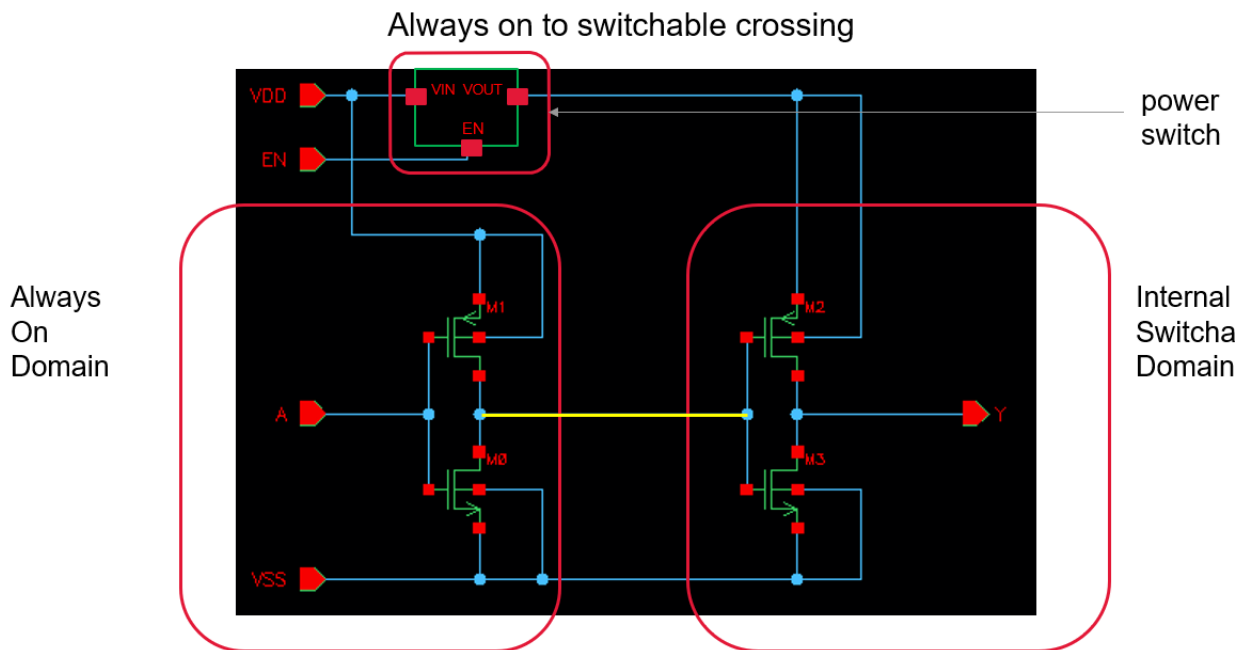 Always on to switchable crossing
VDD
VIN VOUT
EN
EN
power
switch
Always
On
Domain
M1
M2
Internal
Switcha
Domain
A
Y
M0
M3
VSS